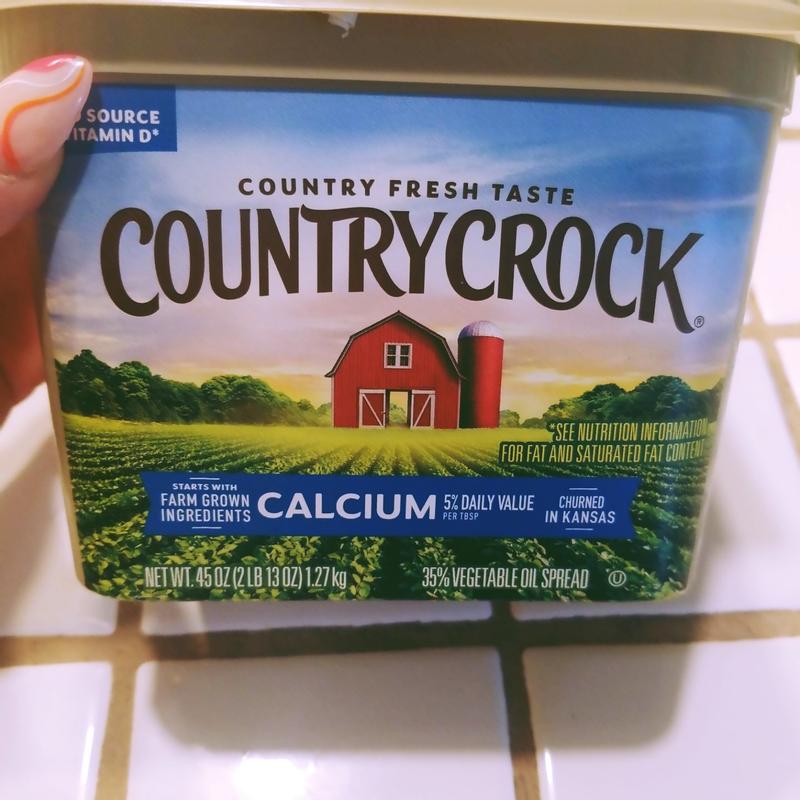 SOURCE
COUNTRY FRESH TASTE
COUNTRY CROCK®
*SEE NUTRITION INFORMATION
FOR FAT AND SATURATED FAT CONTENT
STARTS WITH
FARM GROWN
INGREDIENTS
CALCIUM
5% DAILY VALUE
PER TBSP
CHURNED
IN KANSAS
NET WT. 45 OZ (2 LB 13 OZ) 1.27 kg
35% VEGETABLE OIL SPREAD
U